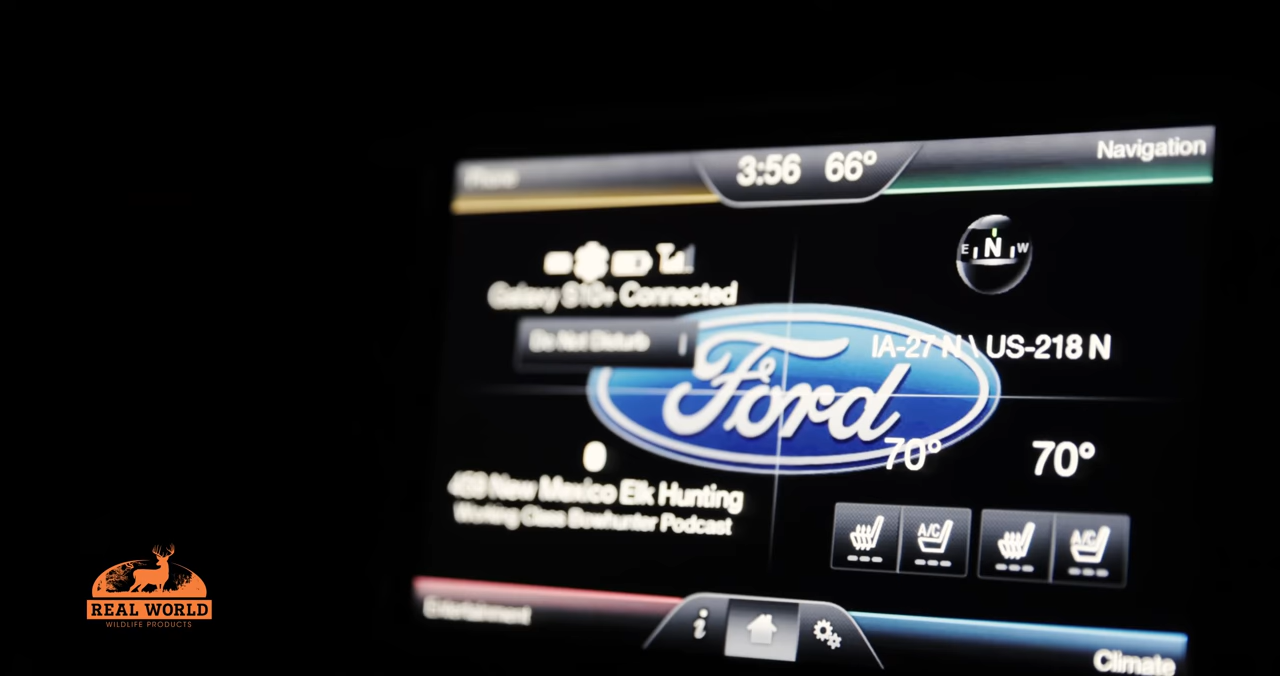 Phone
3:56 66°
Navigation
E N W
Galaxy S10+ Connected
Do Not Disturb
IA-27 N \ US-218 N
Ford
70° 70°
New Mexico Elk Hunting
Working Class Bowhunter Podcast
A/C A/C
Entertainment
i
Climate
REAL WORLD
WILDLIFE PRODUCTS